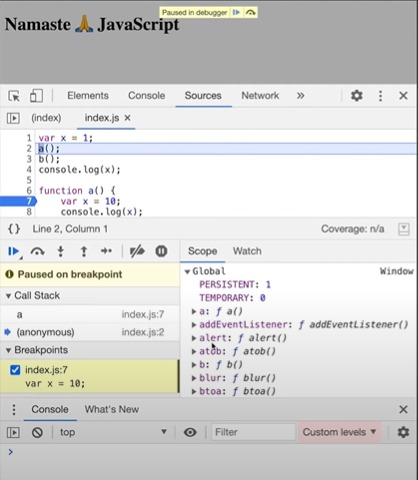 Paused in debugger
Namaste 🙏 JavaScript
Elements Console Sources Network »
(index) index.js ×
1 var x = 1;
2 a();
3 b();
4 console.log(x);
5
6 function a() {
7 var x = 10;
8 console.log(x);
{} Line 2, Column 1 Coverage: n/a
Scope Watch
Paused on breakpoint
Call Stack
a index.js:7
(anonymous) index.js:2
Breakpoints
index.js:7
var x = 10;
Global Window
PERSISTENT: 1
TEMPORARY: 0
a: ƒ a()
addEventListener: ƒ addEventListener()
alert: ƒ alert()
atob: ƒ atob()
b: ƒ b()
blur: ƒ blur()
btoa: ƒ btoa()
Console What's New ×
top Filter Custom levels
>